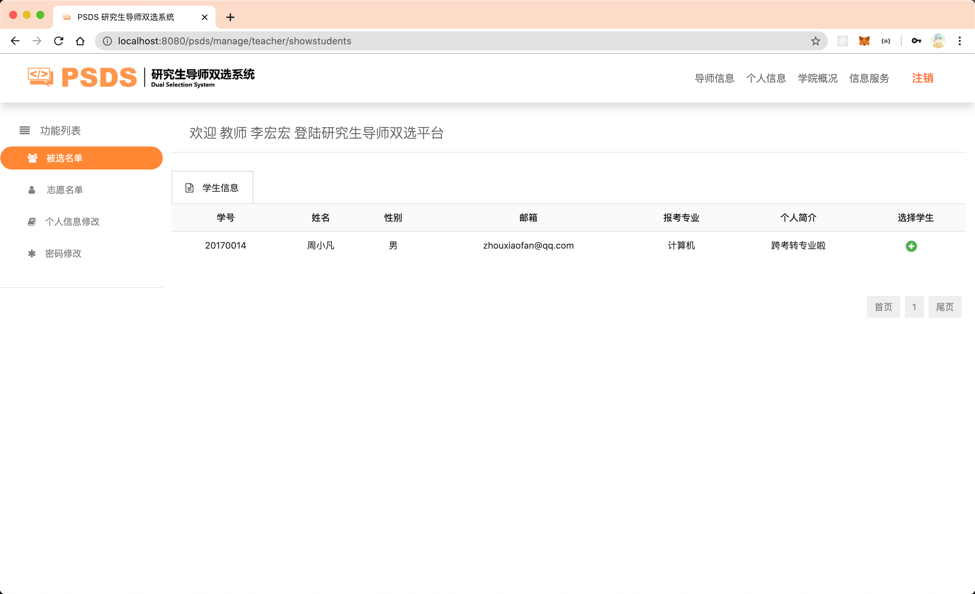 PSDS 研究生导师双选系统
localhost:8080/psds/manage/teacher/showstudents
</> PSDS 研究生导师双选系统
Dual Selection System
导师信息 个人信息 学院概况 信息服务 注销
功能列表
被选名单
志愿名单
个人信息修改
密码修改
欢迎 教师 李宏宏 登陆研究生导师双选平台
学生信息
学号 姓名 性别 邮箱 报考专业 个人简介 选择学生
20170014 周小凡 男 zhouxiaofan@qq.com 计算机 跨考转专业啦
首页 1 尾页